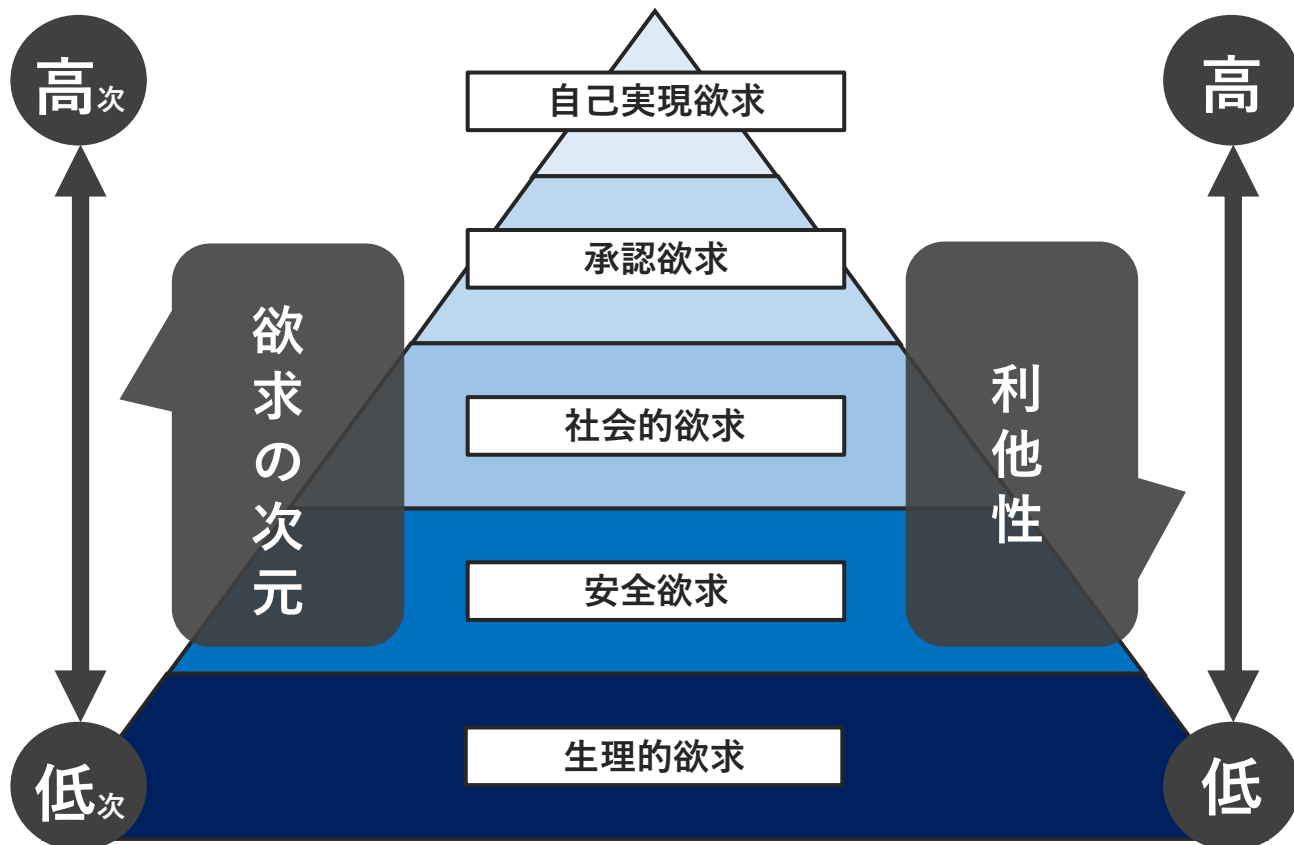 高次
高
自己実現欲求
承認欲求
欲求の次元
利他性
社会的欲求
安全欲求
生理的欲求
低次
低